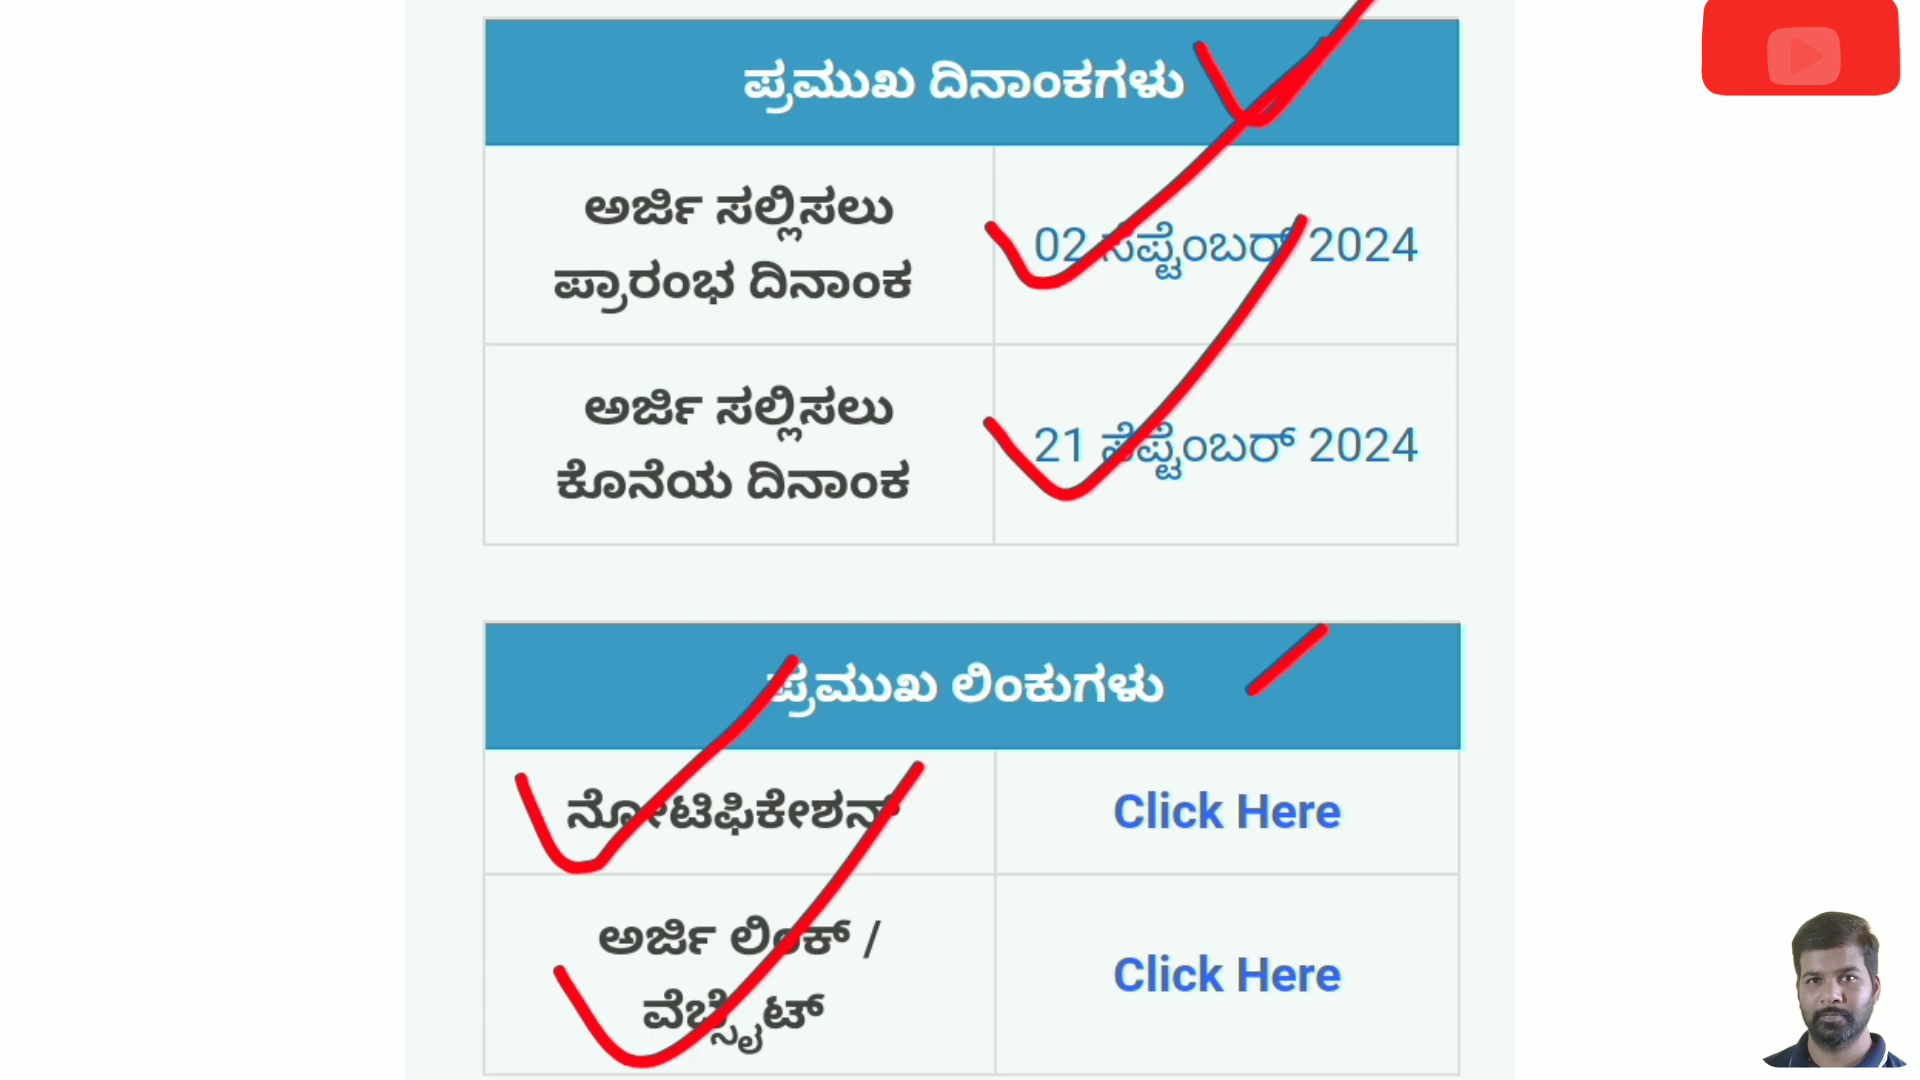 ಪ್ರಮುಖ ದಿನಾಂಕಗಳು
ಅರ್ಜಿ ಸಲ್ಲಿಸಲು
ಪ್ರಾರಂಭ ದಿನಾಂಕ
02 ಸೆಪ್ಟೆಂಬರ್ 2024
ಅರ್ಜಿ ಸಲ್ಲಿಸಲು
ಕೊನೆಯ ದಿನಾಂಕ
21 ಸೆಪ್ಟೆಂಬರ್ 2024
ಪ್ರಮುಖ ಲಿಂಕುಗಳು
ನೋಟಿಫಿಕೇಶನ್
Click Here
ಅರ್ಜಿ ಲಿಂಕ್ /
ವೆಬ್ಸೈಟ್
Click Here